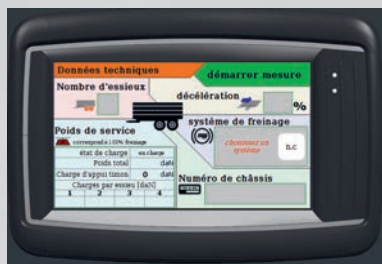 Données techniques
démarrer mesure
Nombre d'essieux
décélération
%
système de freinage
choisissez un
système
ILC
Poids de service
correspond à 100% freinage
état de charge en charge
Poids total daN
Charge d'appui timon 0 daN
Charges par essieu [daN]
1 2 3 4
Numéro de châssis